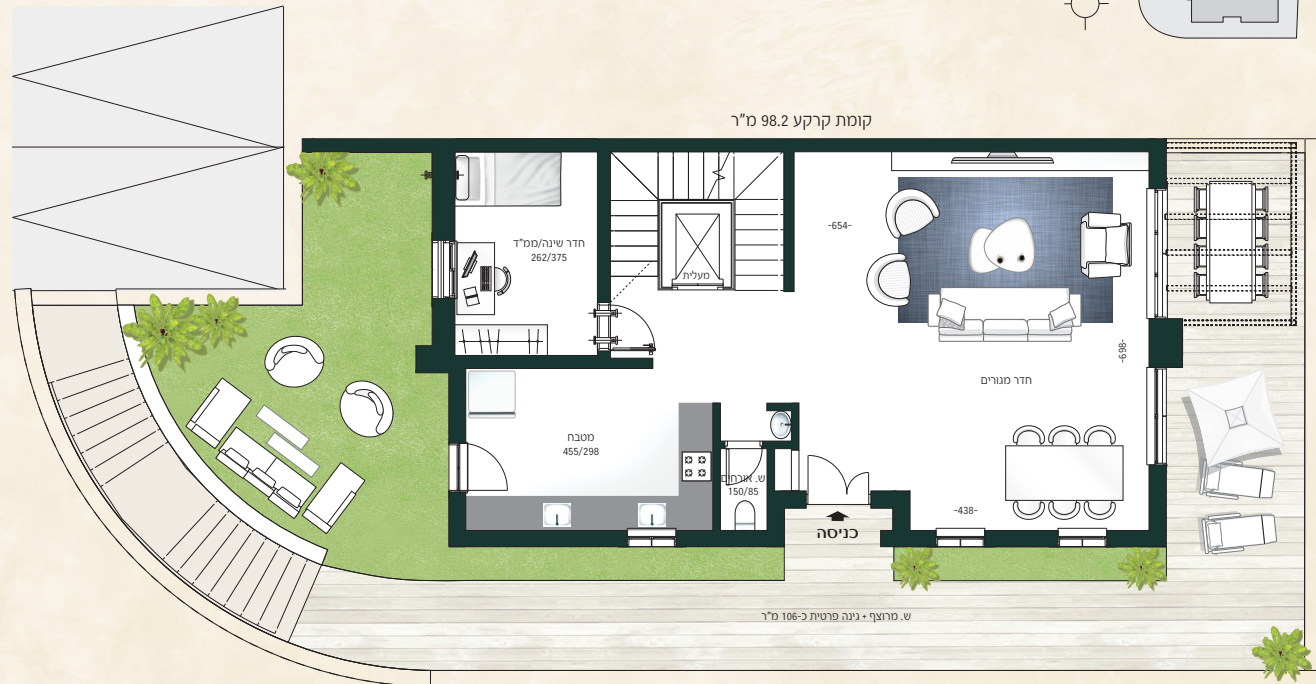 קומת קרקע 98.2 מ"ר
-654-
חדר שינה/ממ"ד
262/375
מעלית
-698-
חדר מגורים
מטבח
455/298
ש. אורחים
150/85
-438-
כניסה
ש. מרוצף + גינה פרטית כ-106 מ"ר